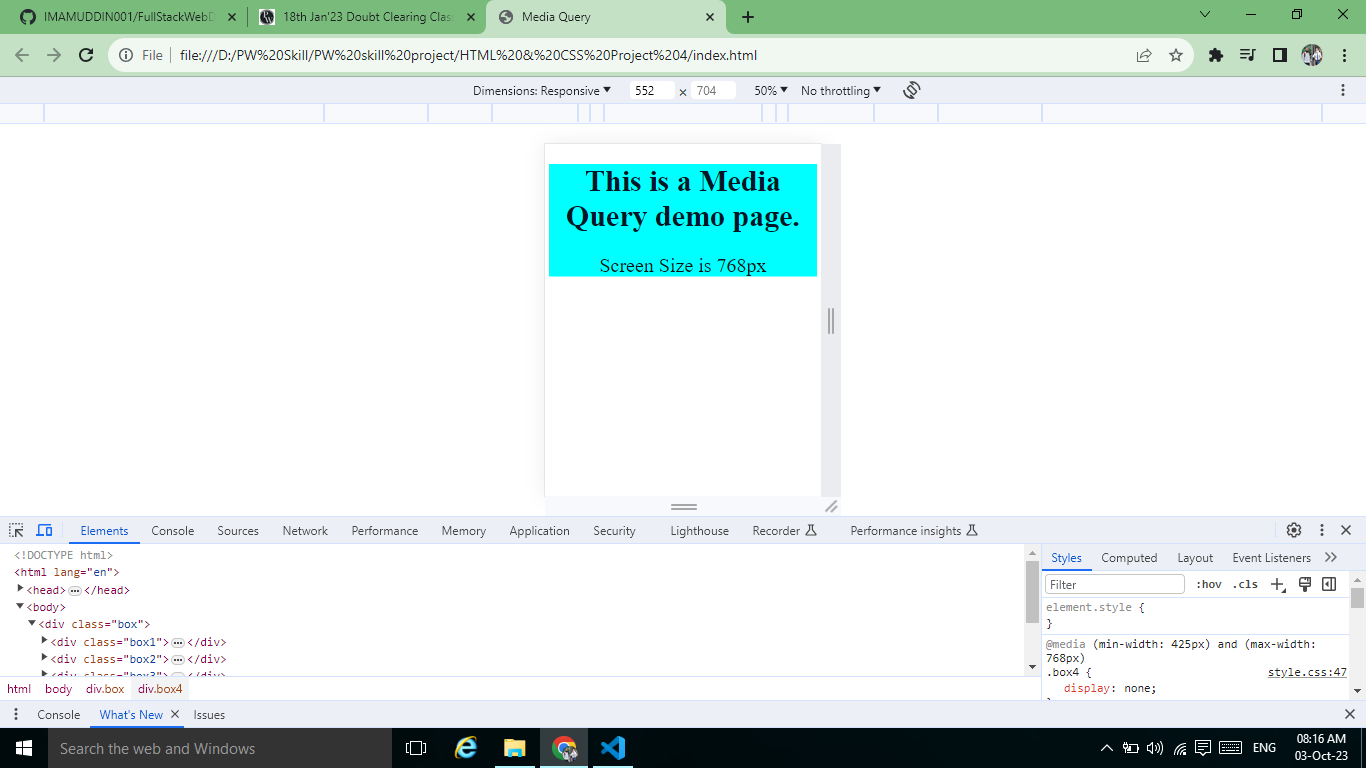 IMAMUDDIN001/FullStackWebD
18th Jan'23 Doubt Clearing Clas
Media Query
File
file:///D:/PW%20Skill/PW%20skill%20project/HTML%20&%20CSS%20Project%204/index.html
Dimensions: Responsive 552 × 704 50% No throttling
This is a Media
Query demo page.
Screen Size is 768px
Elements Console Sources Network Performance Memory Application Security Lighthouse Recorder Performance insights
<!DOCTYPE html>
<html lang="en">
<head>…</head>
<body>
<div class="box">
<div class="box1">…</div>
<div class="box2">…</div>
<div class="box3">…</div>
html body div.box div.box4
Styles Computed Layout Event Listeners
Filter :hov .cls
element.style {
}
@media (min-width: 425px) and (max-width:
768px)
.box4 { style.css:47
display: none;
}
Console What's New Issues
Search the web and Windows
ENG
08:16 AM
03-Oct-23